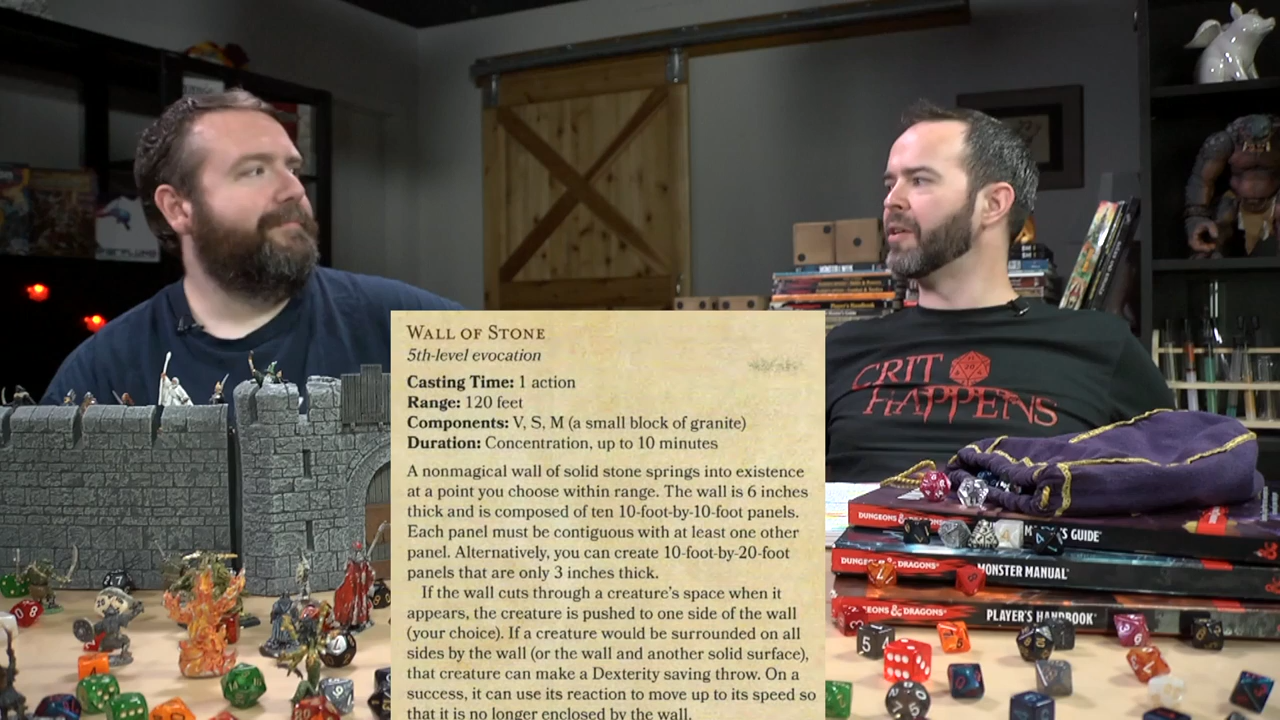 WALL OF STONE
5th-level evocation
Casting Time: 1 action
Range: 120 feet
Components: V, S, M (a small block of granite)
Duration: Concentration, up to 10 minutes
A nonmagical wall of solid stone springs into existence
at a point you choose within range. The wall is 6 inches
thick and is composed of ten 10-foot-by-10-foot panels.
Each panel must be contiguous with at least one other
panel. Alternatively, you can create 10-foot-by-20-foot
panels that are only 3 inches thick.
If the wall cuts through a creature's space when it
appears, the creature is pushed to one side of the wall
(your choice). If a creature would be surrounded on all
sides by the wall (or the wall and another solid surface),
that creature can make a Dexterity saving throw. On a
success, it can use its reaction to move up to its speed so
that it is no longer enclosed by the wall.
CRIT
HAPPENS
DUNGEONS & DRAGONS
GUIDE
DUNGEONS & DRAGONS
MONSTER MANUAL
DRAGONS
PLAYER'S HANDBOOK